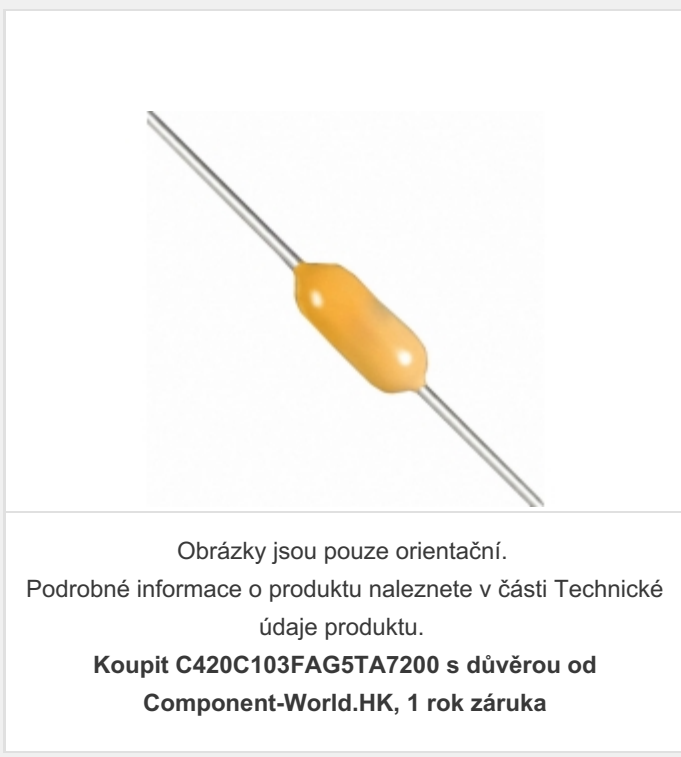 Obrázky jsou pouze orientační.
Podrobné informace o produktu naleznete v části Technické
údaje produktu.
Koupit C420C103FAG5TA7200 s důvěrou od
Component-World.HK, 1 rok záruka